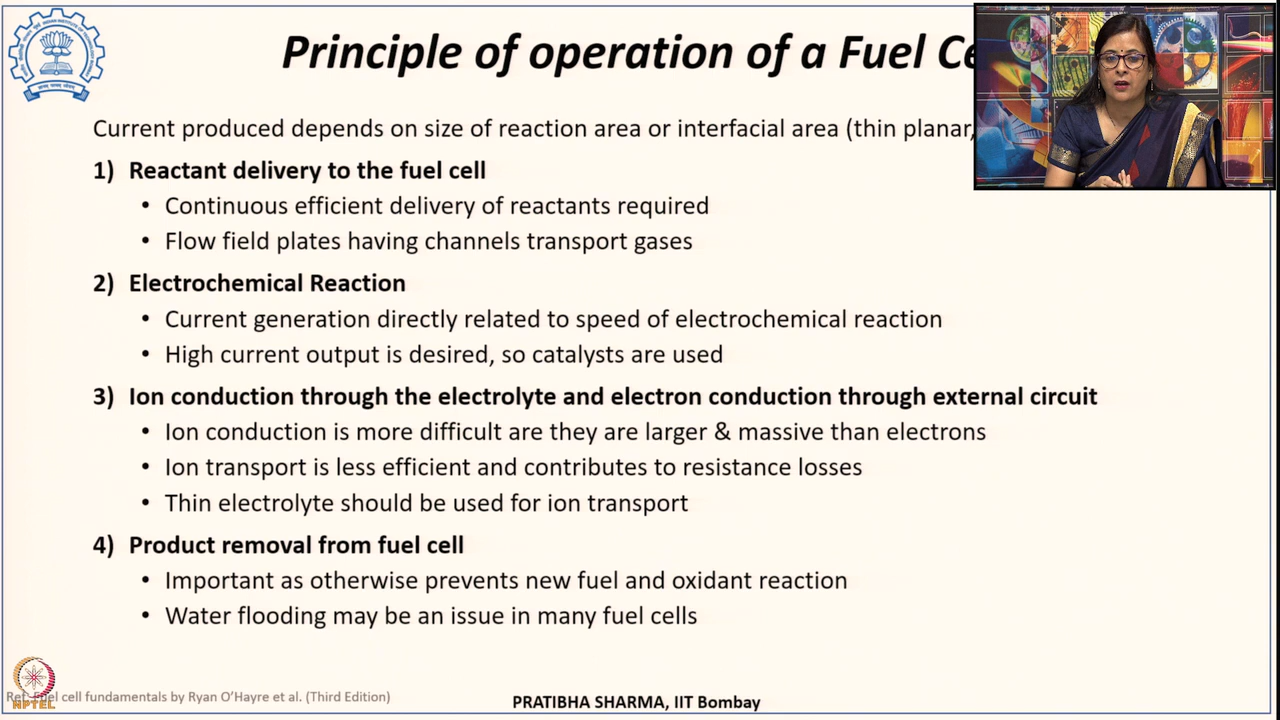 Principle of operation of a Fuel
Current produced depends on size of reaction area or interfacial area (thin planar,
1) Reactant delivery to the fuel cell
• Continuous efficient delivery of reactants required
• Flow field plates having channels transport gases
2) Electrochemical Reaction
• Current generation directly related to speed of electrochemical reaction
• High current output is desired, so catalysts are used
3) Ion conduction through the electrolyte and electron conduction through external circuit
• Ion conduction is more difficult are they are larger & massive than electrons
• Ion transport is less efficient and contributes to resistance losses
• Thin electrolyte should be used for ion transport
4) Product removal from fuel cell
• Important as otherwise prevents new fuel and oxidant reaction
• Water flooding may be an issue in many fuel cells
Ref: Fuel cell fundamentals by Ryan O'Hayre et al. (Third Edition)
NPTEL
PRATIBHA SHARMA, IIT Bombay